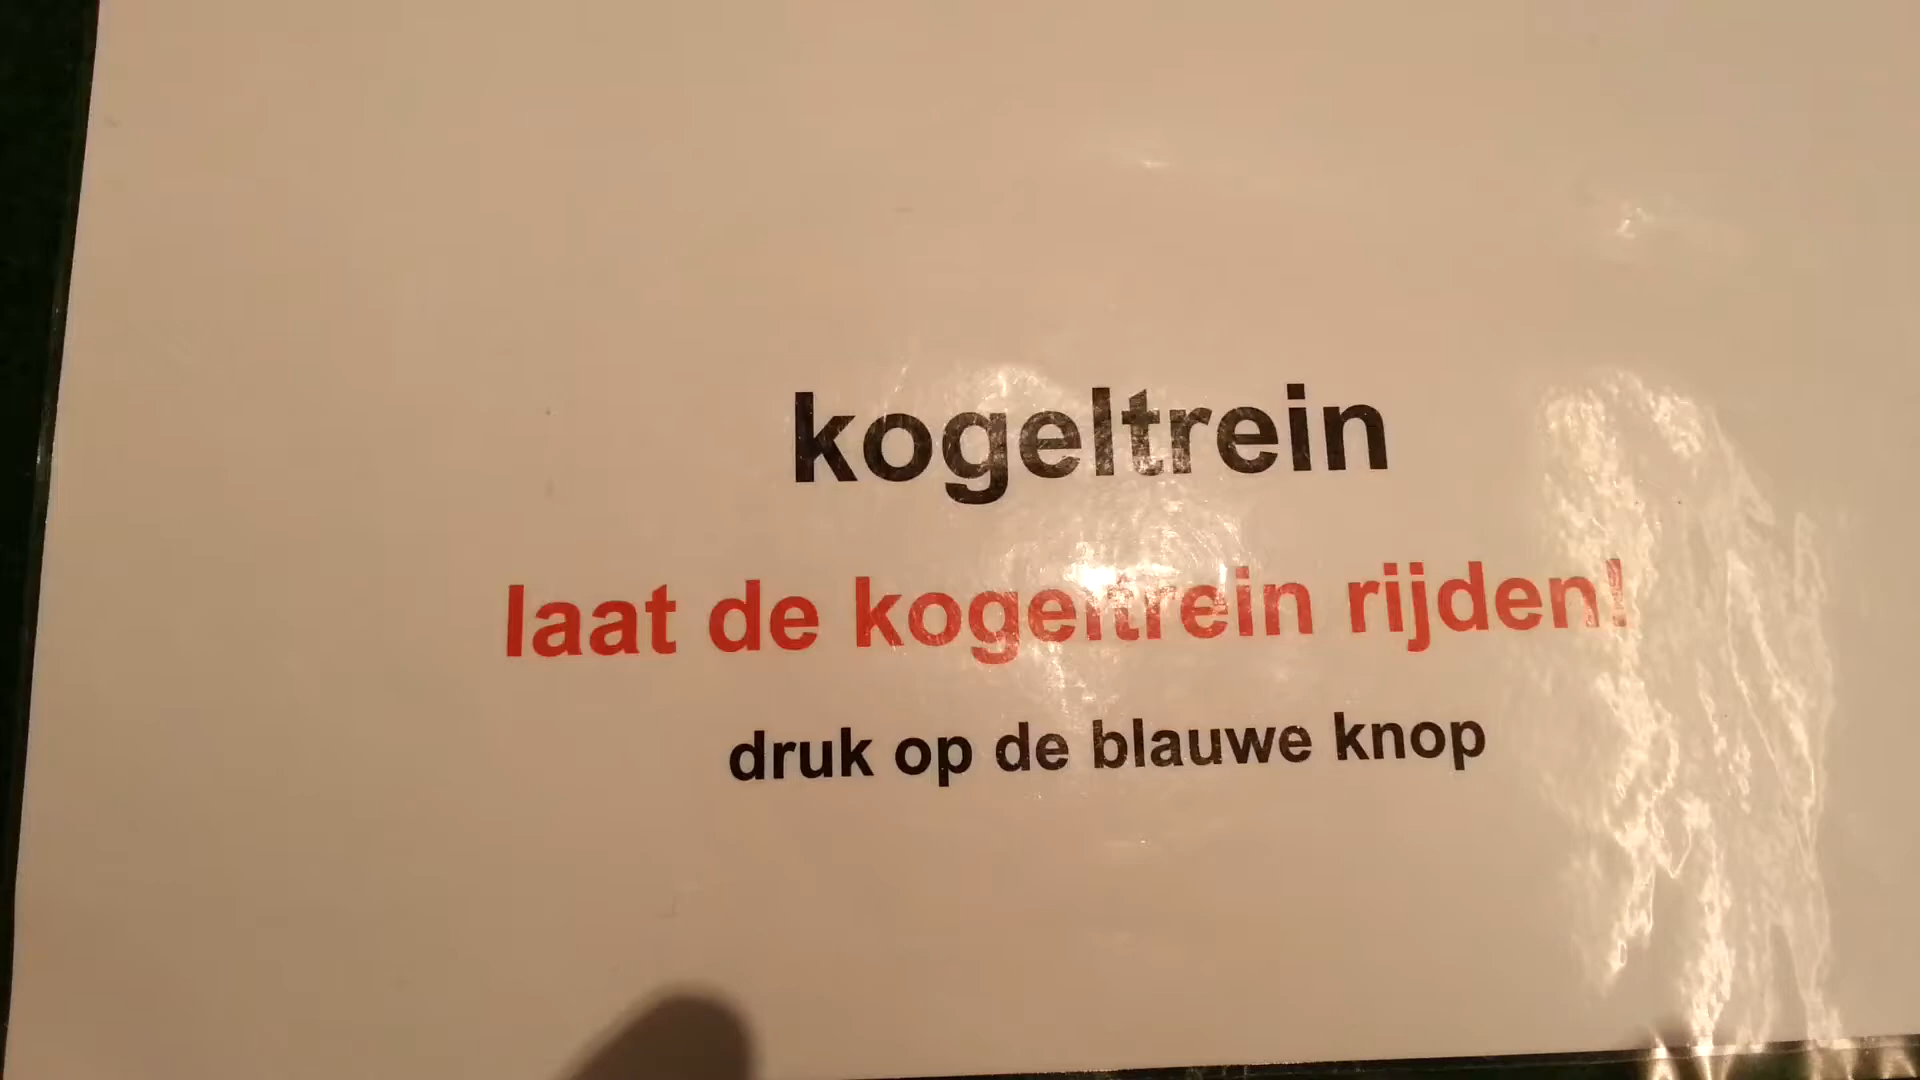 kogeltrein
laat de kogeltrein rijden!
druk op de blauwe knop